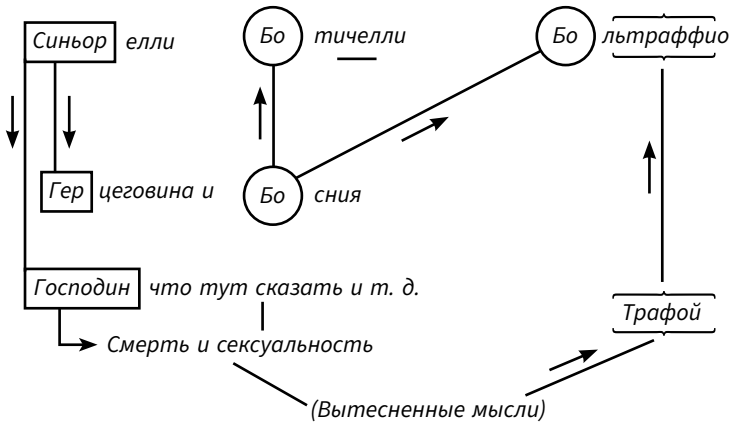 Синьор елли Бо тичелли Бо льтраффио
Гер цеговина и Бо сния
Господин что тут сказать и т. д.
Трафой
Смерть и сексуальность
(Вытесненные мысли)